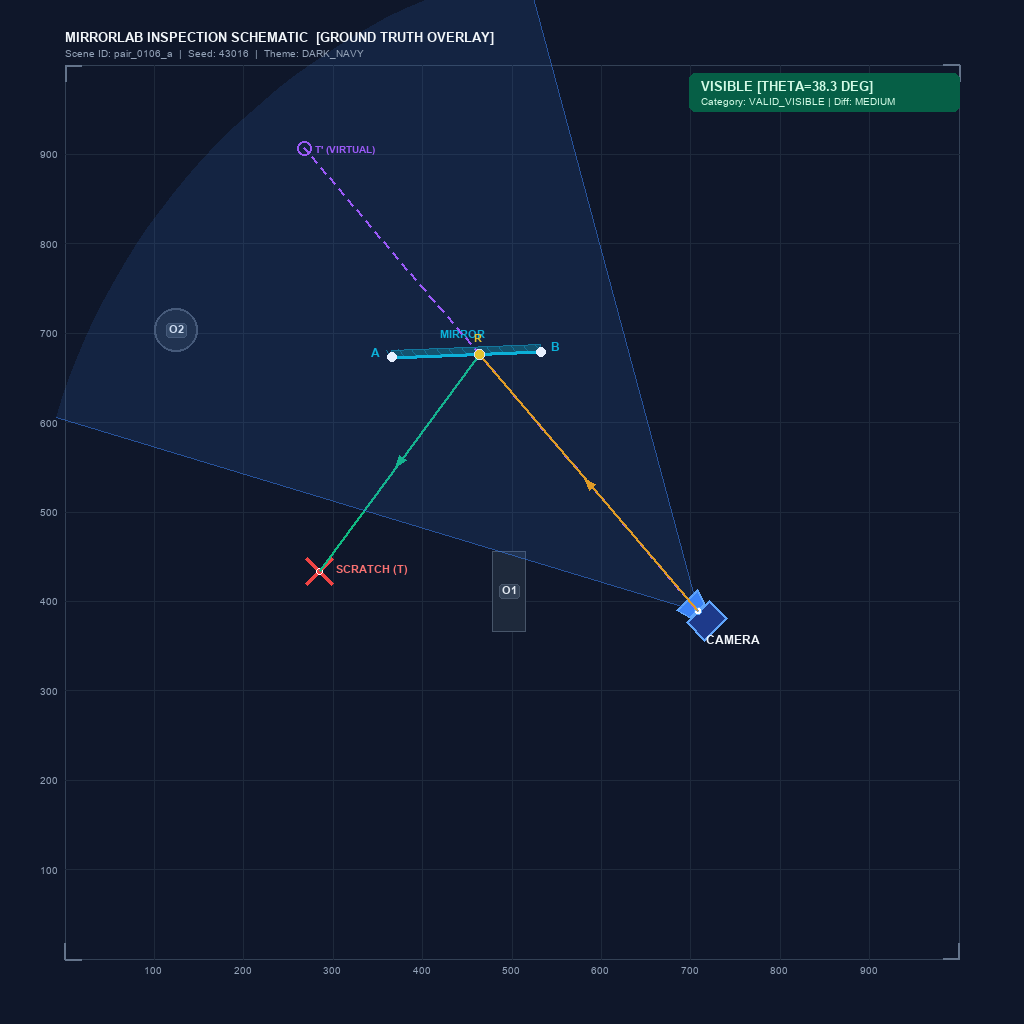 MIRRORLAB INSPECTION SCHEMATIC  [GROUND TRUTH OVERLAY]
Scene ID: pair_0106_a  |  Seed: 43016  |  Theme: DARK_NAVY
VISIBLE [THETA=38.3 DEG]
Category: VALID_VISIBLE | Diff: MEDIUM
T' (VIRTUAL)
O2
MIRROR
R
A
B
SCRATCH (T)
O1
CAMERA
900
800
700
600
500
400
300
200
100
100 200 300 400 500 600 700 800 900